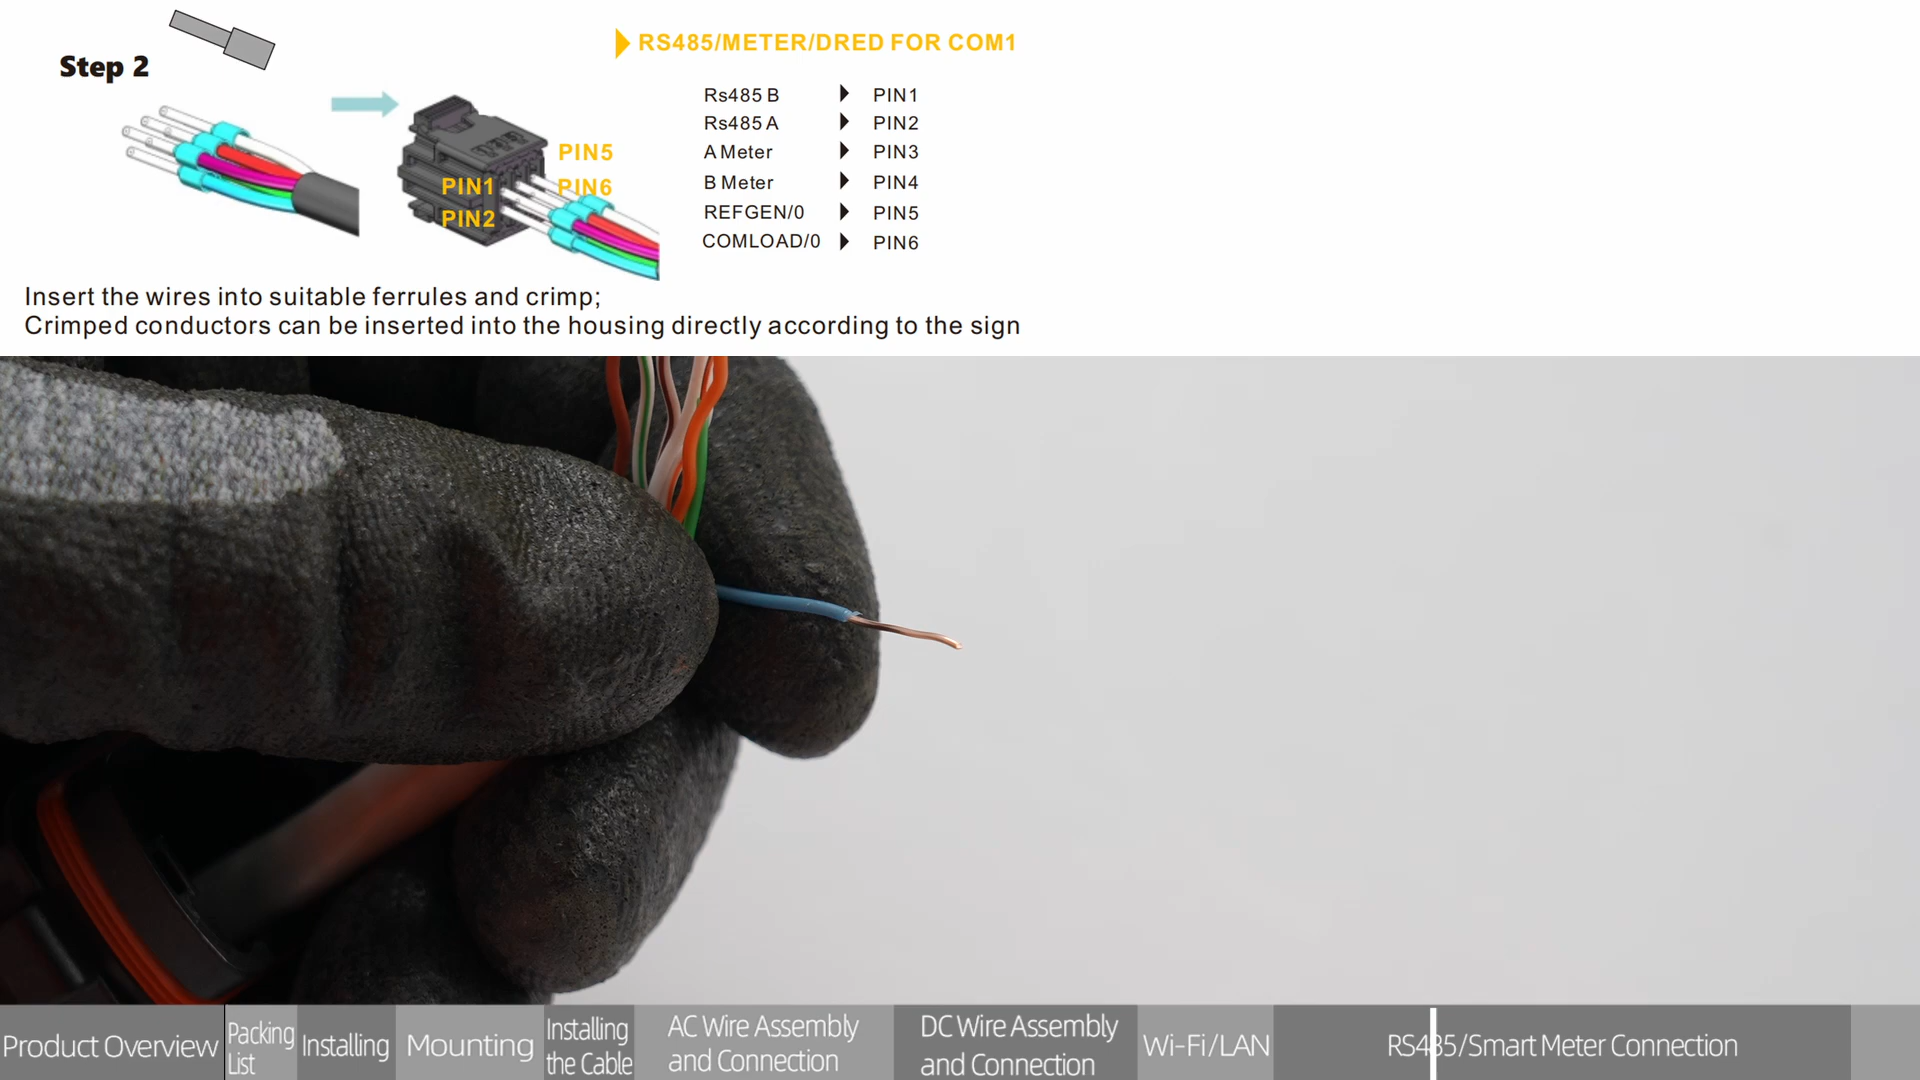 Step 2
RS485/METER/DRED FOR COM1
Rs485 B PIN1
Rs485 A PIN2
A Meter PIN3
B Meter PIN4
REFGEN/0 PIN5
COMLOAD/0 PIN6
PIN5
PIN1 PIN6
PIN2
Insert the wires into suitable ferrules and crimp;
Crimped conductors can be inserted into the housing directly according to the sign
Product Overview
Packing
List
Installing
Mounting
Installing
the Cable
AC Wire Assembly
and Connection
DC Wire Assembly
and Connection
Wi-Fi/LAN
RS485/Smart Meter Connection